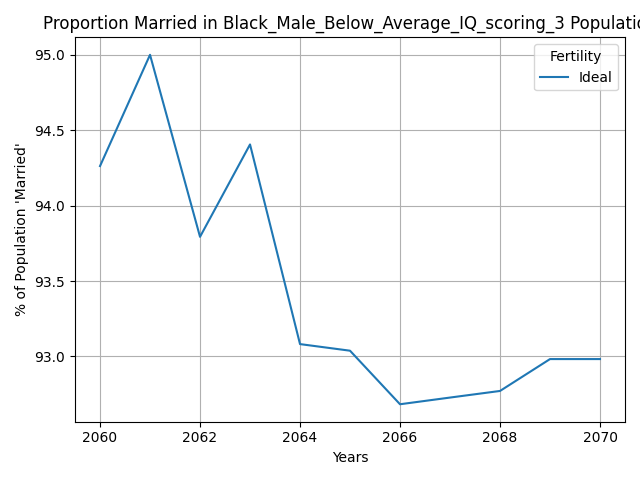 Proportion Married in Black_Male_Below_Average_IQ_scoring_3 Populatio
Fertility
Ideal
% of Population 'Married'
95.0
94.5
94.0
93.5
93.0
2060 2062 2064 2066 2068 2070
Years